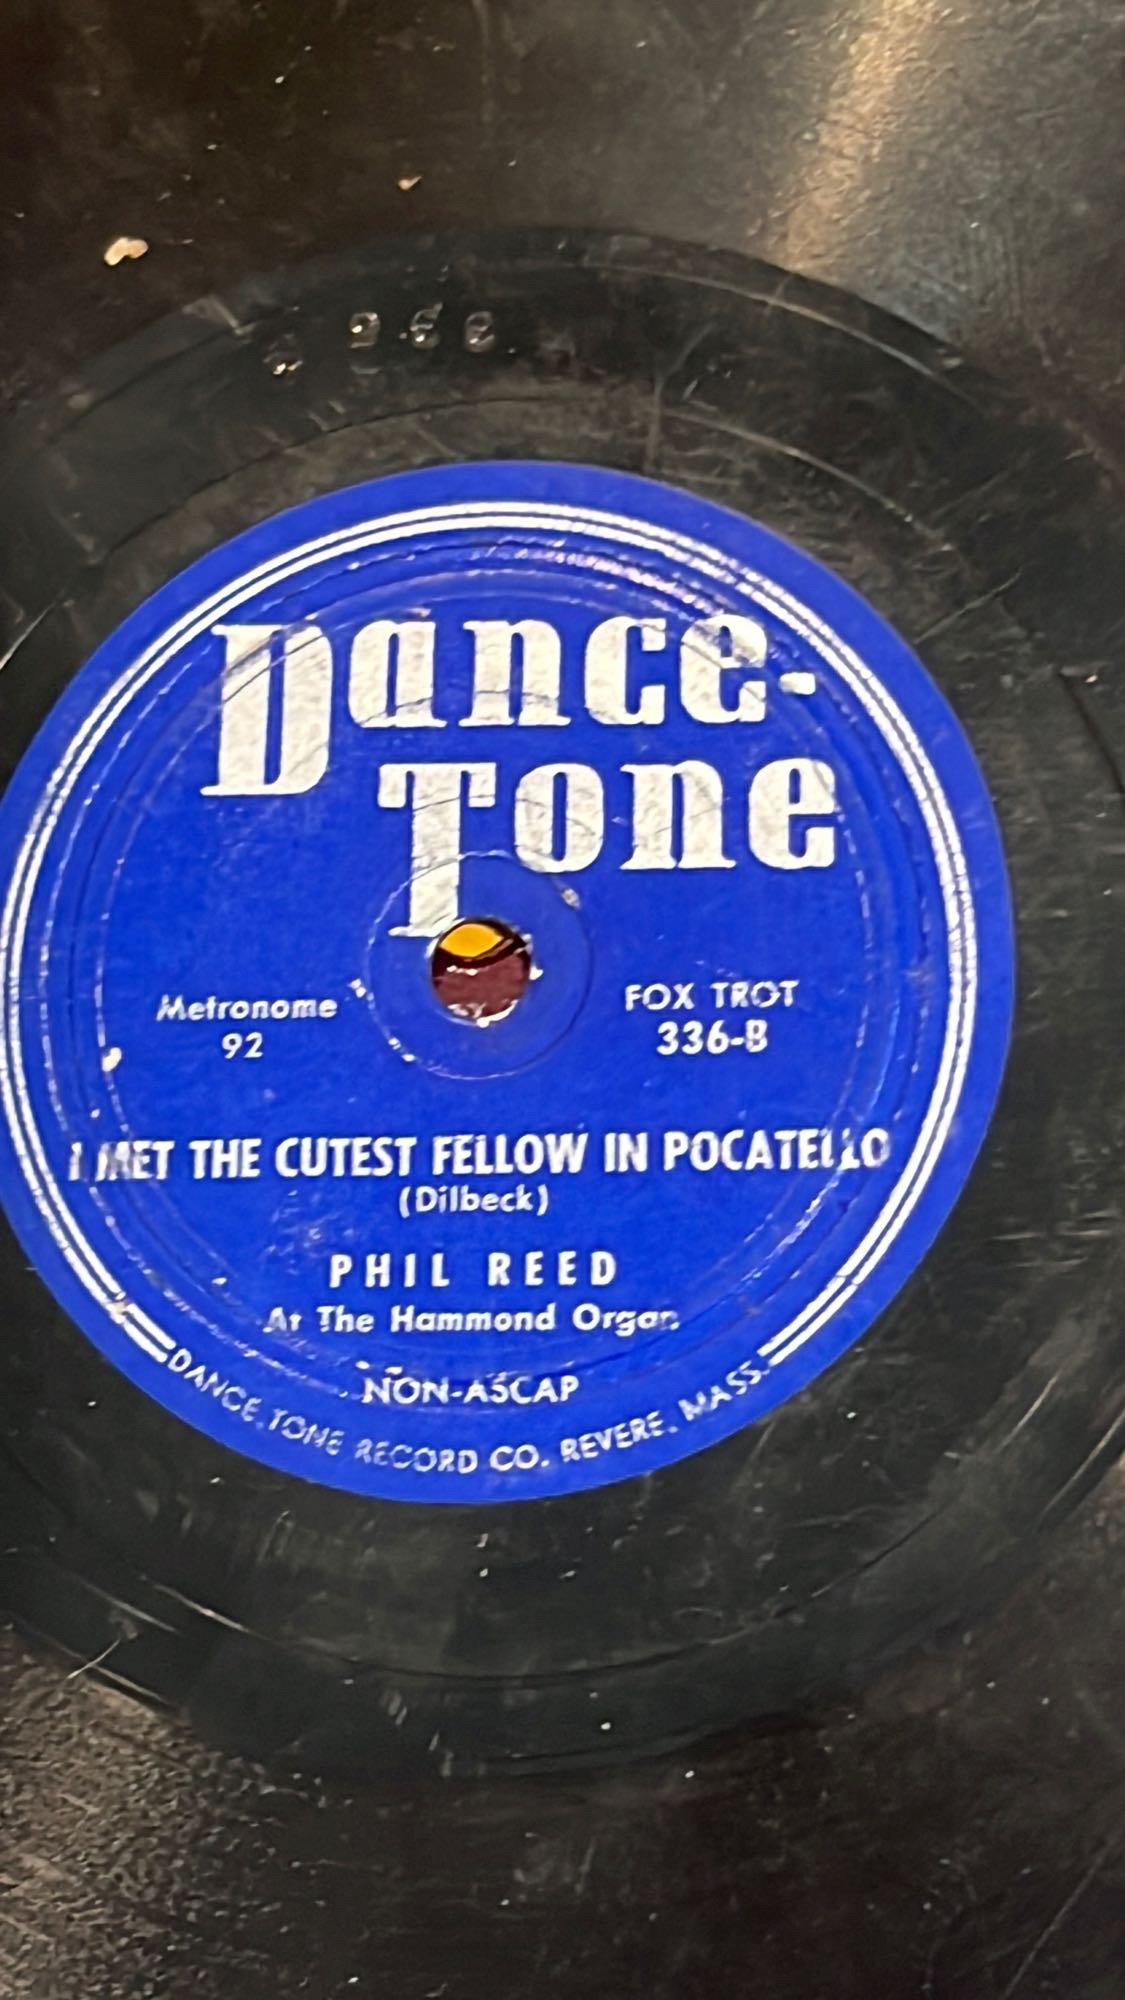 Dance-
Tone
Metronome
92
FOX TROT
336-B
I MET THE CUTEST FELLOW IN POCATELLO
(Dilbeck)
PHIL REED
At The Hammond Organ
NON-ASCAP
DANCE-TONE RECORD CO. REVERE, MASS.